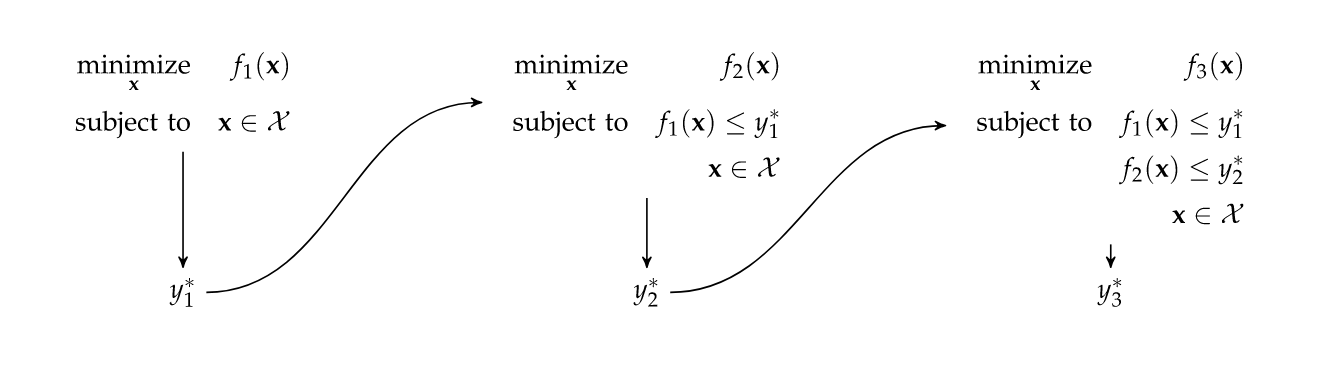 minimize f₁(𝐱)
𝐱
subject to 𝐱 ∈ 𝒳
y₁*
minimize f₂(𝐱)
𝐱
subject to f₁(𝐱) ≤ y₁*
𝐱 ∈ 𝒳
y₂*
minimize f₃(𝐱)
𝐱
subject to f₁(𝐱) ≤ y₁*
f₂(𝐱) ≤ y₂*
𝐱 ∈ 𝒳
y₃*